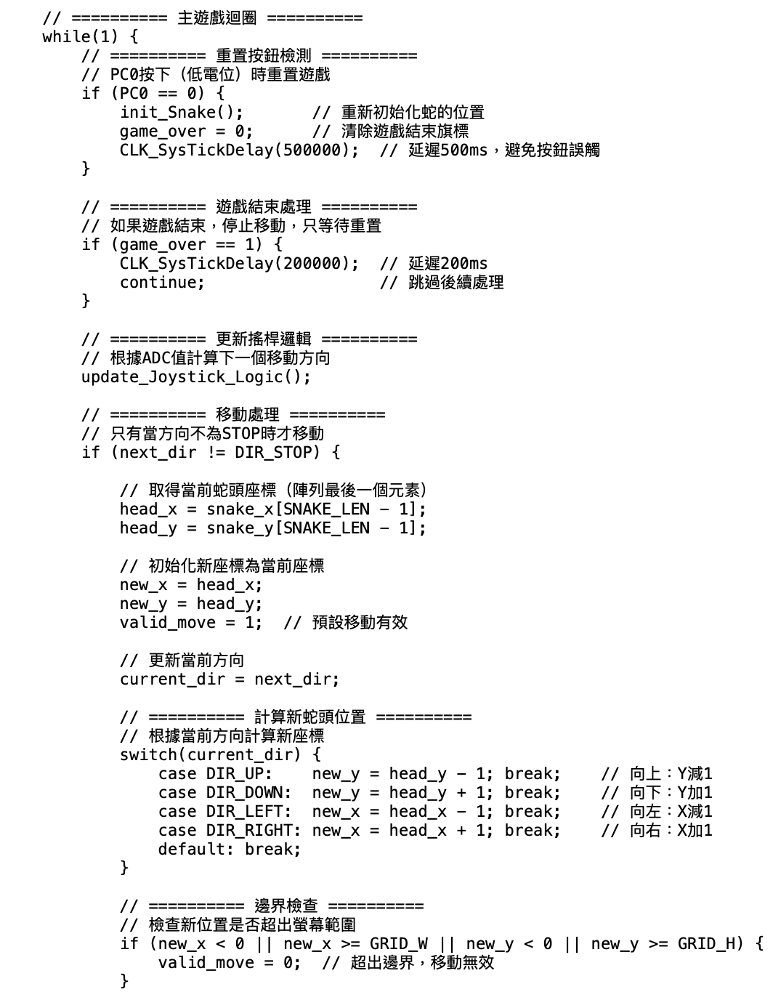 // ========== 主遊戲迴圈 ==========
while(1) {
// ========== 重置按鈕檢測 ==========
// PC0按下（低電位）時重置遊戲
if (PC0 == 0) {
init_Snake();       // 重新初始化蛇的位置
game_over = 0;      // 清除遊戲結束旗標
CLK_SysTickDelay(500000);  // 延遲500ms，避免按鈕誤觸
}
// ========== 遊戲結束處理 ==========
// 如果遊戲結束，停止移動，只等待重置
if (game_over == 1) {
CLK_SysTickDelay(200000);  // 延遲200ms
continue;                  // 跳過後續處理
}
// ========== 更新搖桿邏輯 ==========
// 根據ADC值計算下一個移動方向
update_Joystick_Logic();
// ========== 移動處理 ==========
// 只有當方向不為STOP時才移動
if (next_dir != DIR_STOP) {
// 取得當前蛇頭座標（陣列最後一個元素）
head_x = snake_x[SNAKE_LEN - 1];
head_y = snake_y[SNAKE_LEN - 1];
// 初始化新座標為當前座標
new_x = head_x;
new_y = head_y;
valid_move = 1;  // 預設移動有效
// 更新當前方向
current_dir = next_dir;
// ========== 計算新蛇頭位置 ==========
// 根據當前方向計算新座標
switch(current_dir) {
case DIR_UP:    new_y = head_y - 1; break;    // 向上：Y減1
case DIR_DOWN:  new_y = head_y + 1; break;    // 向下：Y加1
case DIR_LEFT:  new_x = head_x - 1; break;    // 向左：X減1
case DIR_RIGHT: new_x = head_x + 1; break;    // 向右：X加1
default: break;
}
// ========== 邊界檢查 ==========
// 檢查新位置是否超出螢幕範圍
if (new_x < 0 || new_x >= GRID_W || new_y < 0 || new_y >= GRID_H) {
valid_move = 0;  // 超出邊界，移動無效
}